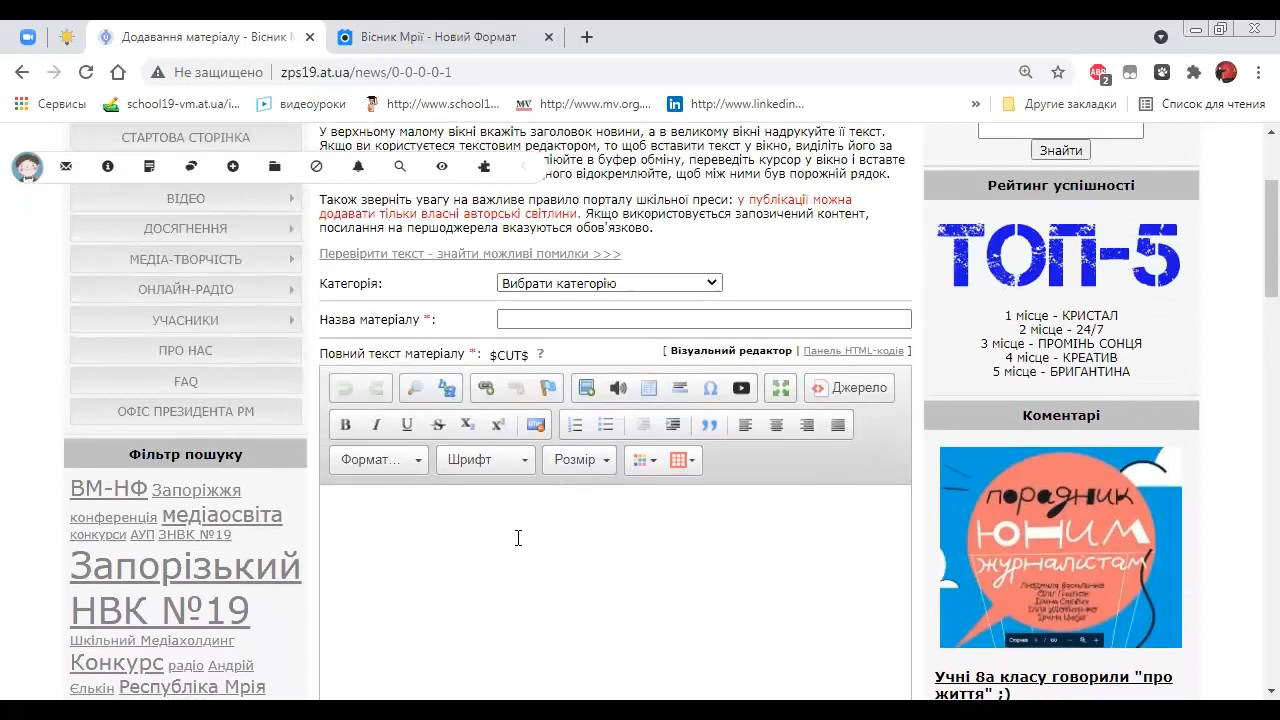 Додавання матеріалу - Вісник М
Вісник Мрії - Новий Формат
Не защищено
zps19.at.ua/news/0-0-0-0-1
ABP
2
Сервисы
school19-vm.at.ua/i...
видеоуроки
http://www.school1...
MV
http://www.mv.org....
in
http://www.linkedin...
»
Другие закладки
Список для чтения
СТАРТОВА СТОРІНКА
ВІДЕО
ДОСЯГНЕННЯ
МЕДІА-ТВОРЧІСТЬ
ОНЛАЙН-РАДІО
УЧАСНИКИ
ПРО НАС
FAQ
ОФІС ПРЕЗИДЕНТА РМ
Фільтр пошуку
ВМ-НФ Запоріжжя
конференція медіаосвіта
конкурси АУП ЗНВК №19
Запорізький
НВК №19
Шкільний Медіахолдинг
Конкурс радіо Андрій
Єлькін Республіка Мрія
У верхньому малому вікні вкажіть заголовок новини, а в великому вікні надрукуйте її текст.
Якщо ви користуєтеся текстовим редактором, то щоб вставити текст у вікно, виділіть його за
піюйте в буфер обміну, переведіть курсор у вікно і вставе
ного відокремлюйте, щоб між ними був порожній рядок.
Також зверніть увагу на важливе правило порталу шкільної преси: у публікації можна
додавати тільки власні авторські світлини. Якщо використовується запозичений контент,
посилання на першоджерела вказуються обов'язково.
Перевірити текст - знайти можливі помилки >>>
Категорія:
Вибрати категорію
Назва матеріалу *:
Повний текст матеріалу *: $CUT$ ?
[ Візуальний редактор | Панель HTML-кодів ]
Джерело
B I U S X₂ X²
Формат...
Шрифт
Розмір
Знайти
Рейтинг успішності
ТОП-5
1 місце - КРИСТАЛ
2 місце - 24/7
3 місце - ПРОМІНЬ СОНЦЯ
4 місце - КРЕАТИВ
5 місце - БРИГАНТИНА
Коментарі
порадник
ЮНИМ
журналістам
Учні 8а класу говорили "про
життя" ;)